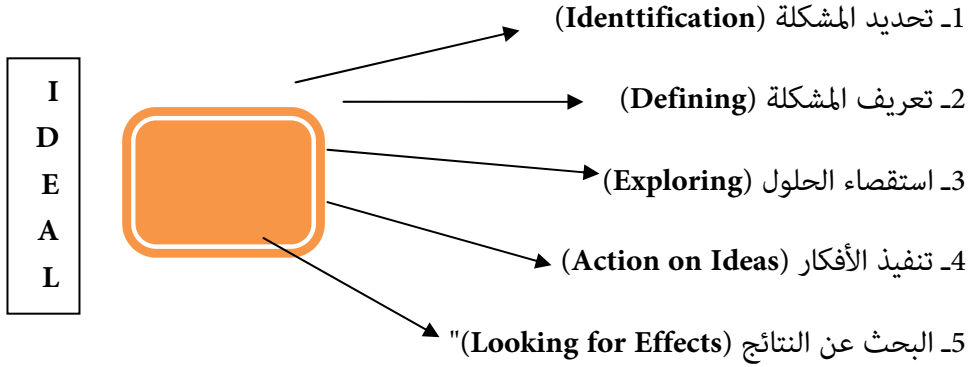 I
D
E
A
L
1ـ تحديد المشكلة (Identtification)
2ـ تعريف المشكلة (Defining)
3ـ استقصاء الحلول (Exploring)
4ـ تنفيذ الأفكار (Action on Ideas)
5ـ البحث عن النتائج (Looking for Effects)"